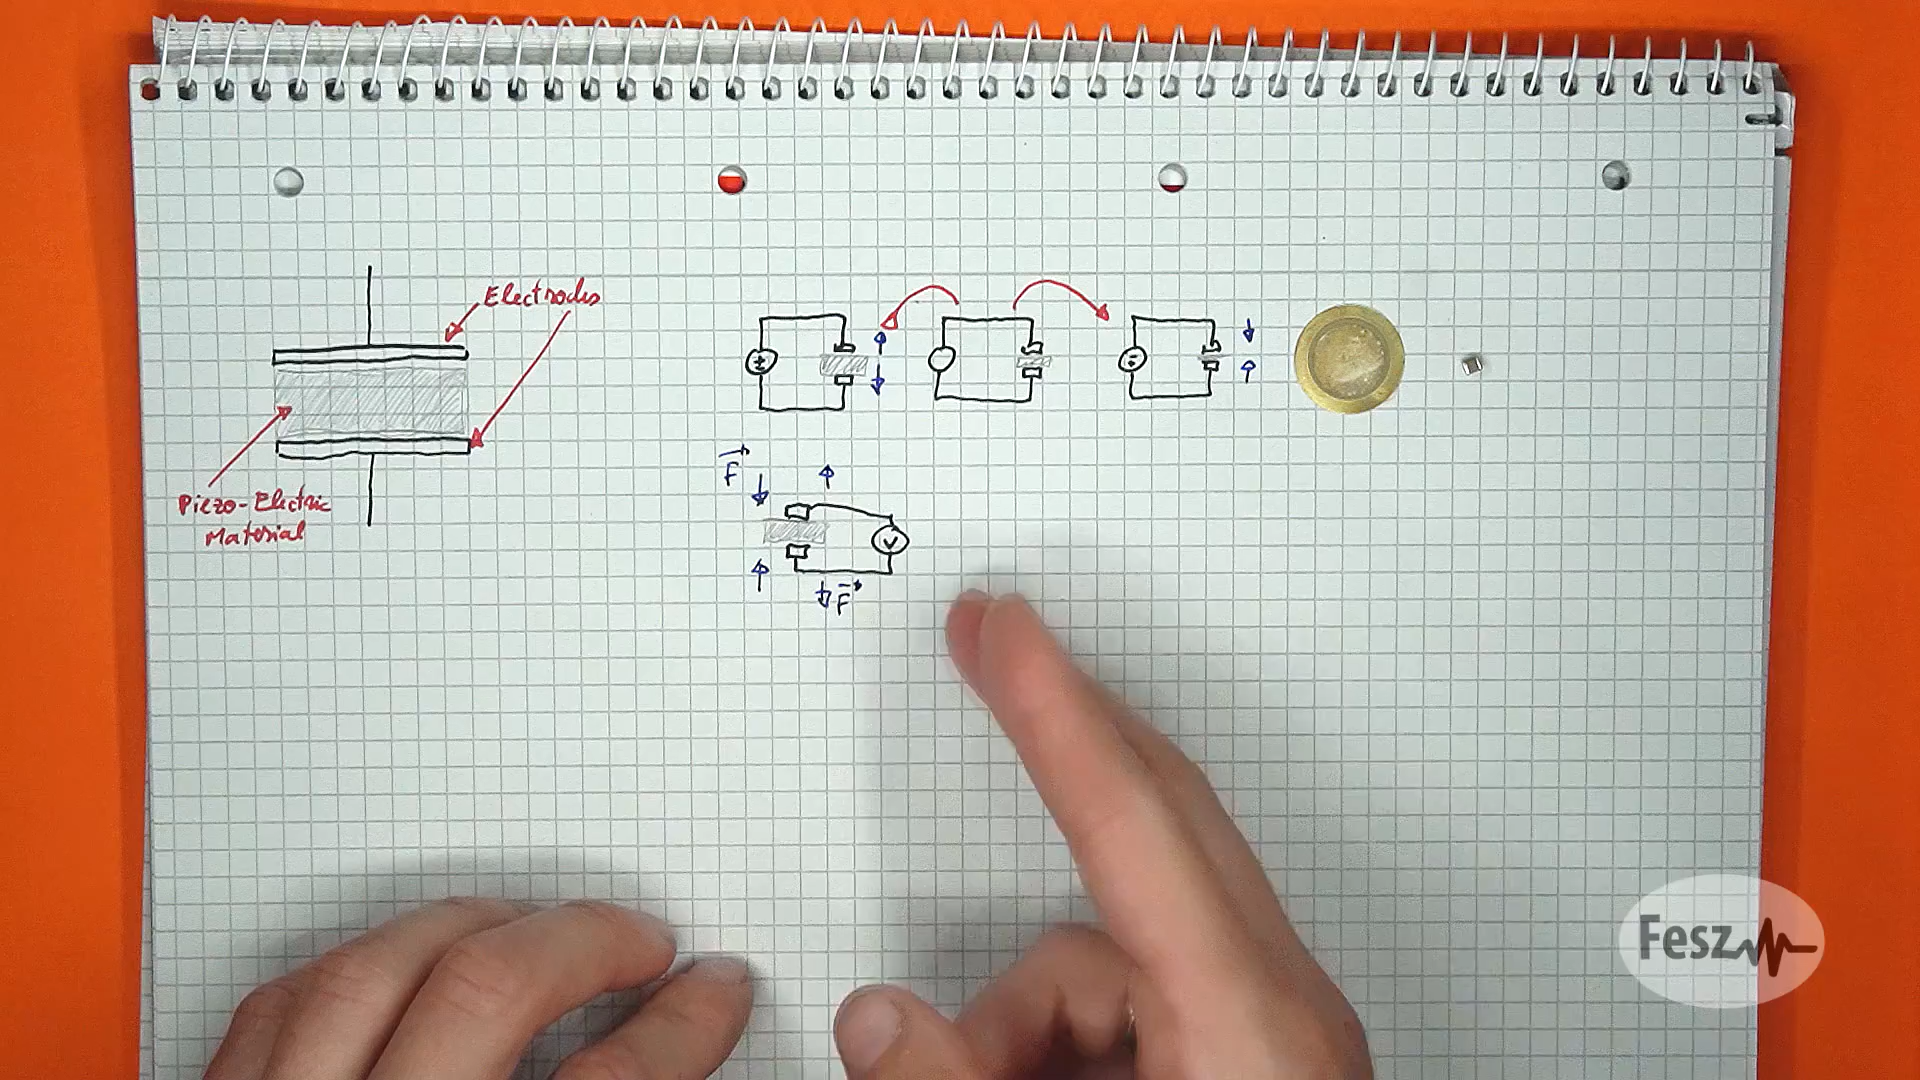 Electrodes
Piezo-Electric
Material
F
V
F
Fesz